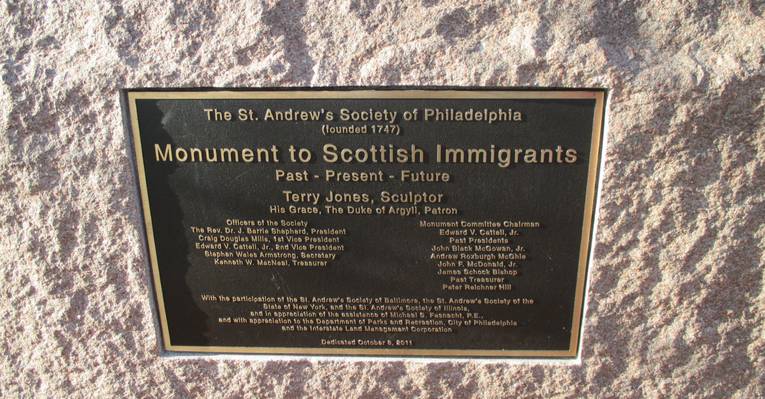 The St. Andrew's Society of Philadelphia
(founded 1747)
Monument to Scottish Immigrants
Past - Present - Future
Terry Jones, Sculptor
His Grace, The Duke of Argyll, Patron
Officers of the Society
The Rev. Dr. J. Barrie Shepherd, President
Craig Douglas Mills, 1st Vice President
Edward V. Cattell, Jr., 2nd Vice President
Stephen Wales Armstrong, Secretary
Kenneth W. MacNeal, Treasurer
Monument Committee Chairman
Edward V. Cattell, Jr.
Past Presidents
John Black McGowan, Jr.
Andrew Roxburgh McGhie
John F. McDonald, Jr.
James Schock Bishop
Past Treasurer
Peter Reichner Hill
With the participation of the St. Andrew's Society of Baltimore, the St. Andrew's Society of the
State of New York, and the St. Andrew's Society of Illinois,
and in appreciation of the assistance of Michael D. Fasnacht, P.E.,
and with appreciation to the Department of Parks and Recreation, City of Philadelphia
and the Interstate Land Management Corporation
Dedicated October 8, 2011